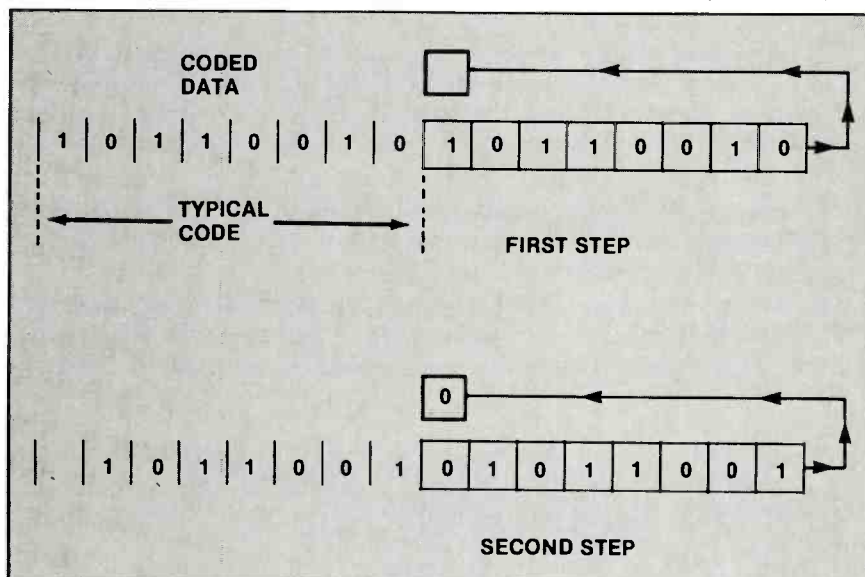 CODED
DATA
1 0 1 1 0 0 1 0 1 0 1 1 0 0 1 0
TYPICAL
CODE
FIRST STEP
0
1 0 1 1 0 0 1 0 1 0 1 1 0 0 1
SECOND STEP